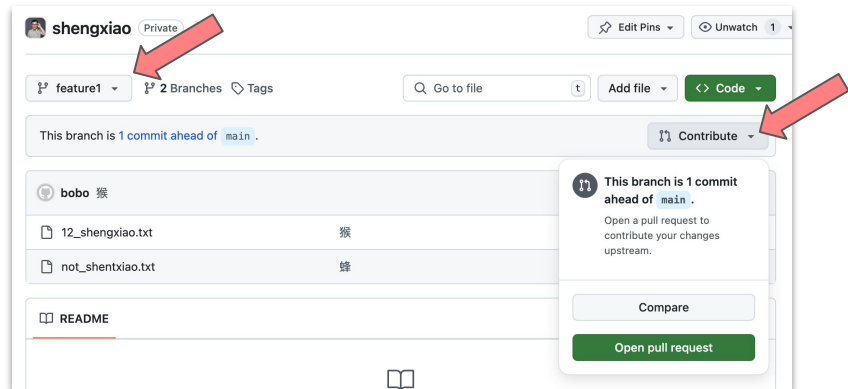 shengxiao Private Edit Pins Unwatch 1
feature1 2 Branches Tags Go to file t Add file <> Code
This branch is 1 commit ahead of main .
Contribute
This branch is 1 commit
ahead of main .
Open a pull request to
contribute your changes
upstream.
Compare
Open pull request
bobo 猴
12_shengxiao.txt 猴
not_shentxiao.txt 蜂
README